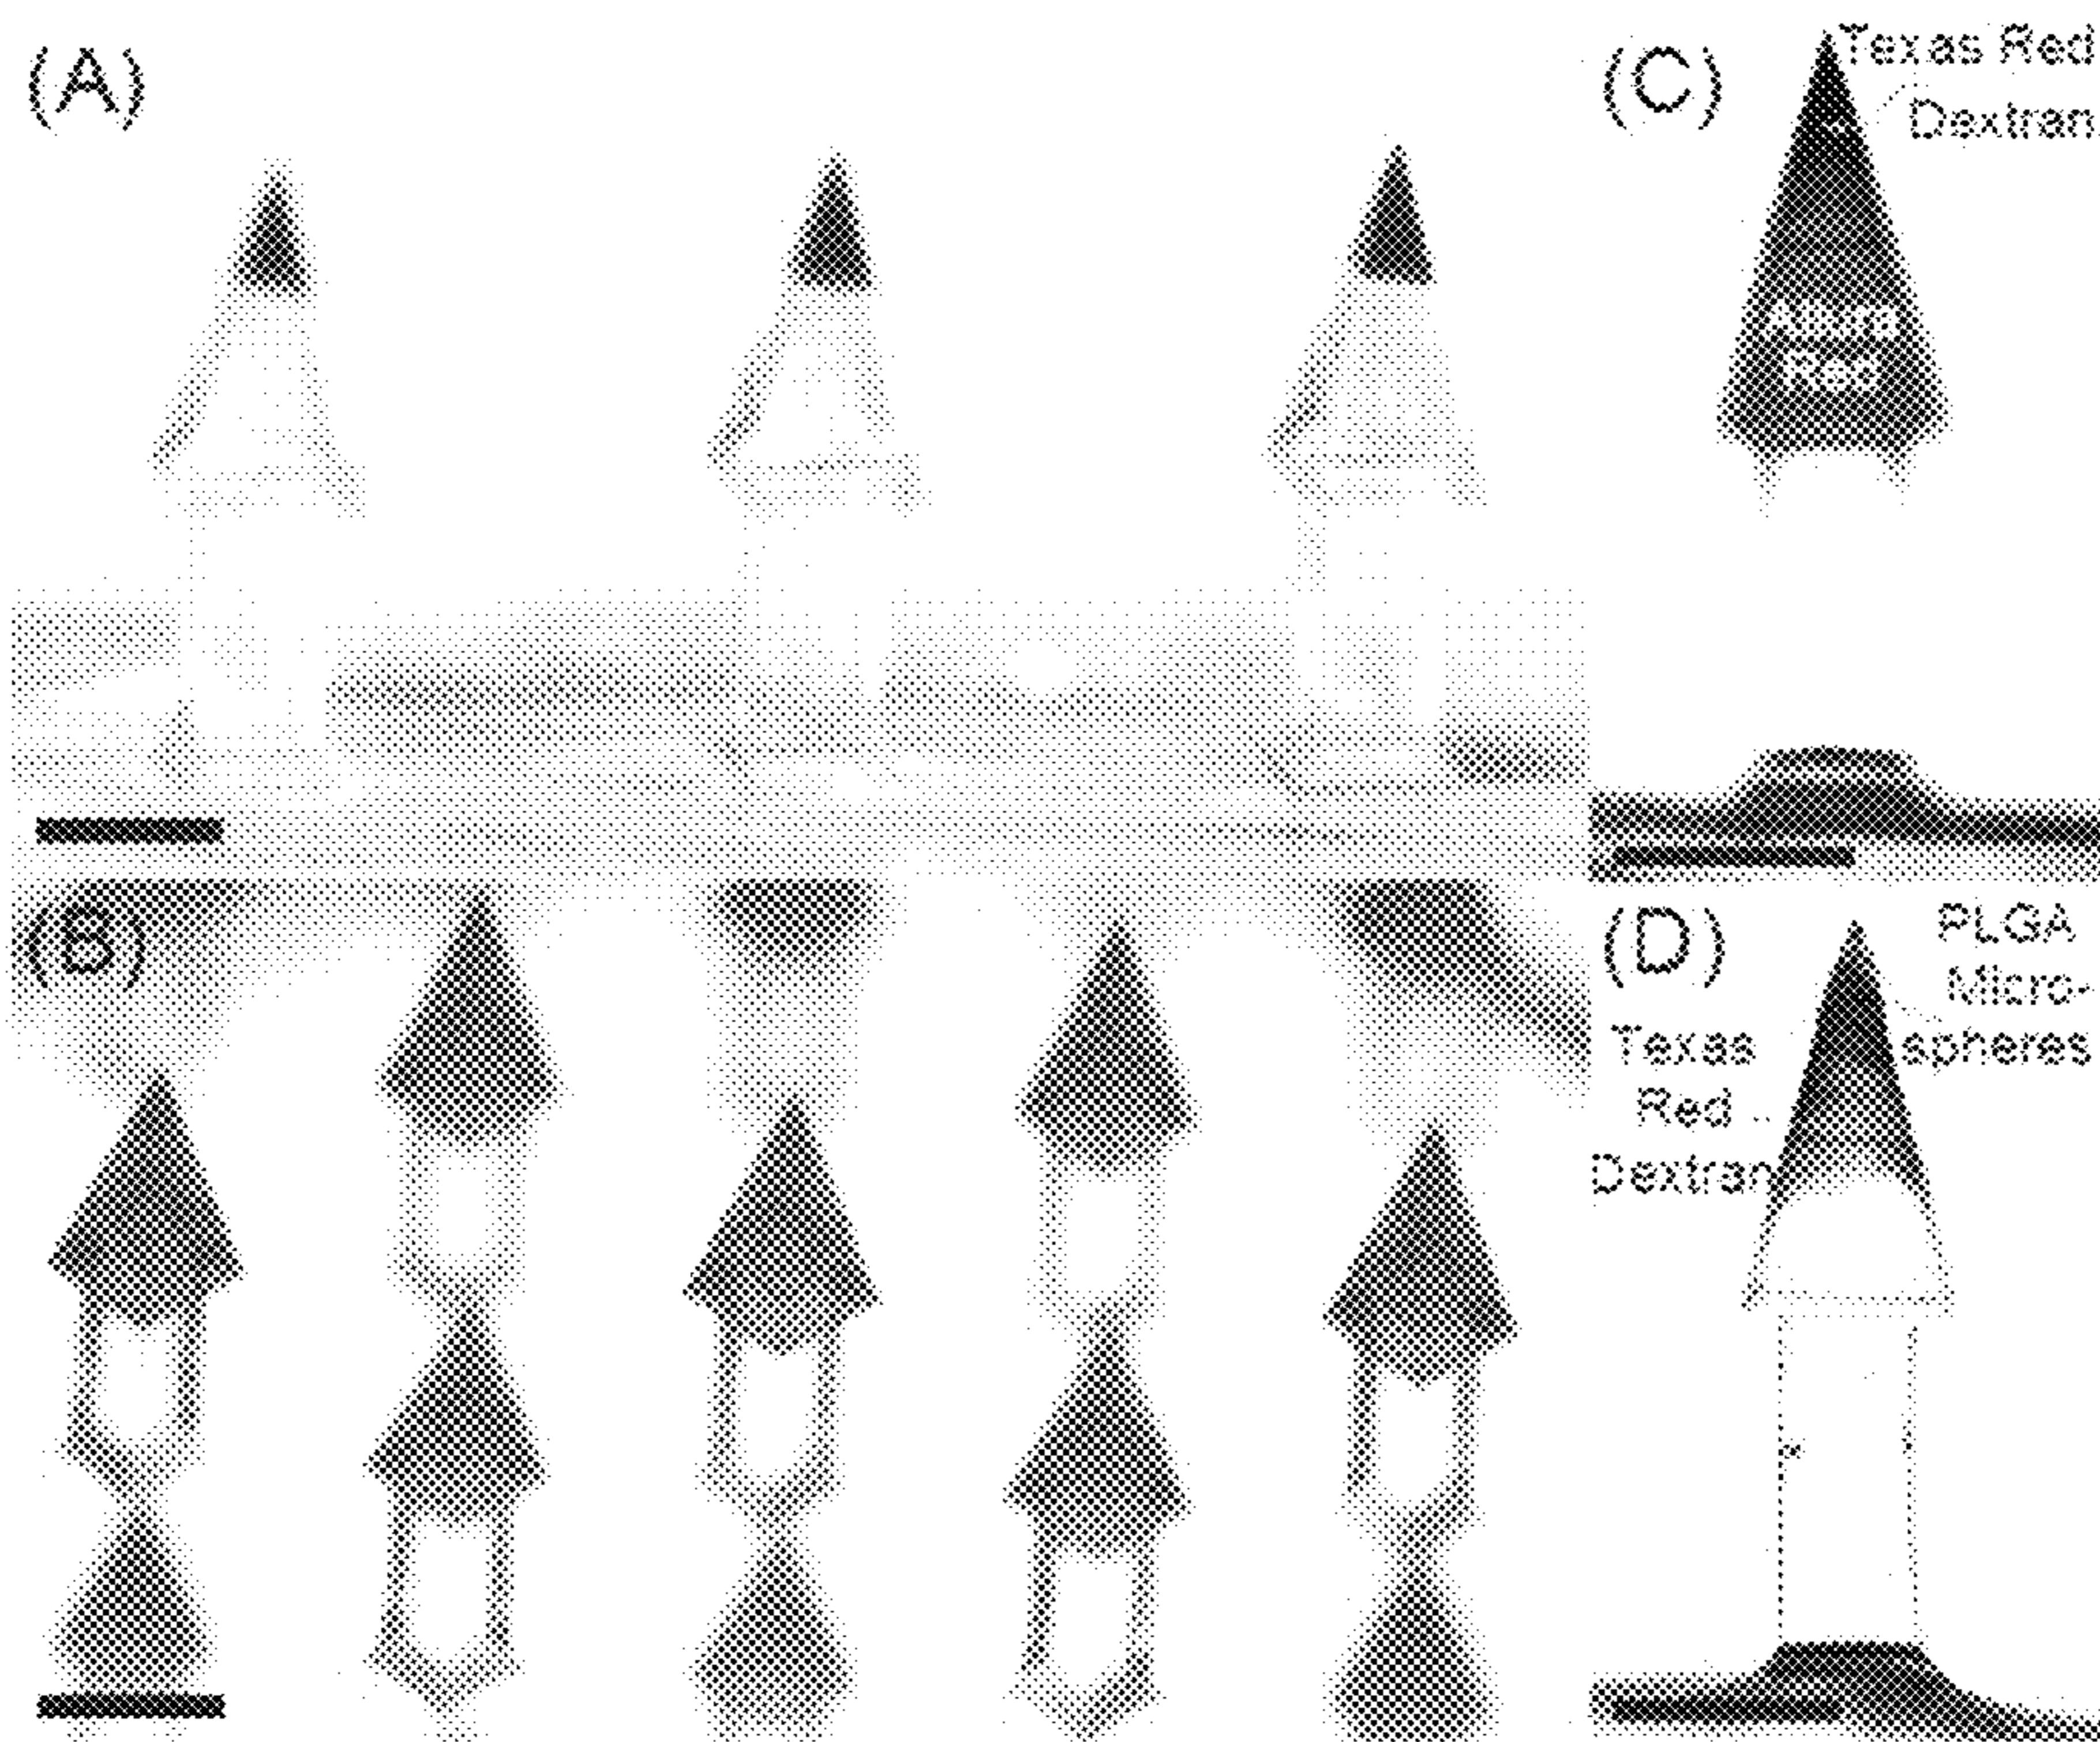 (A)
(C)
Texas Red
Dextran
(B)
(D)
PLGA
Micro-
spheres
Texas
Red
Dextran